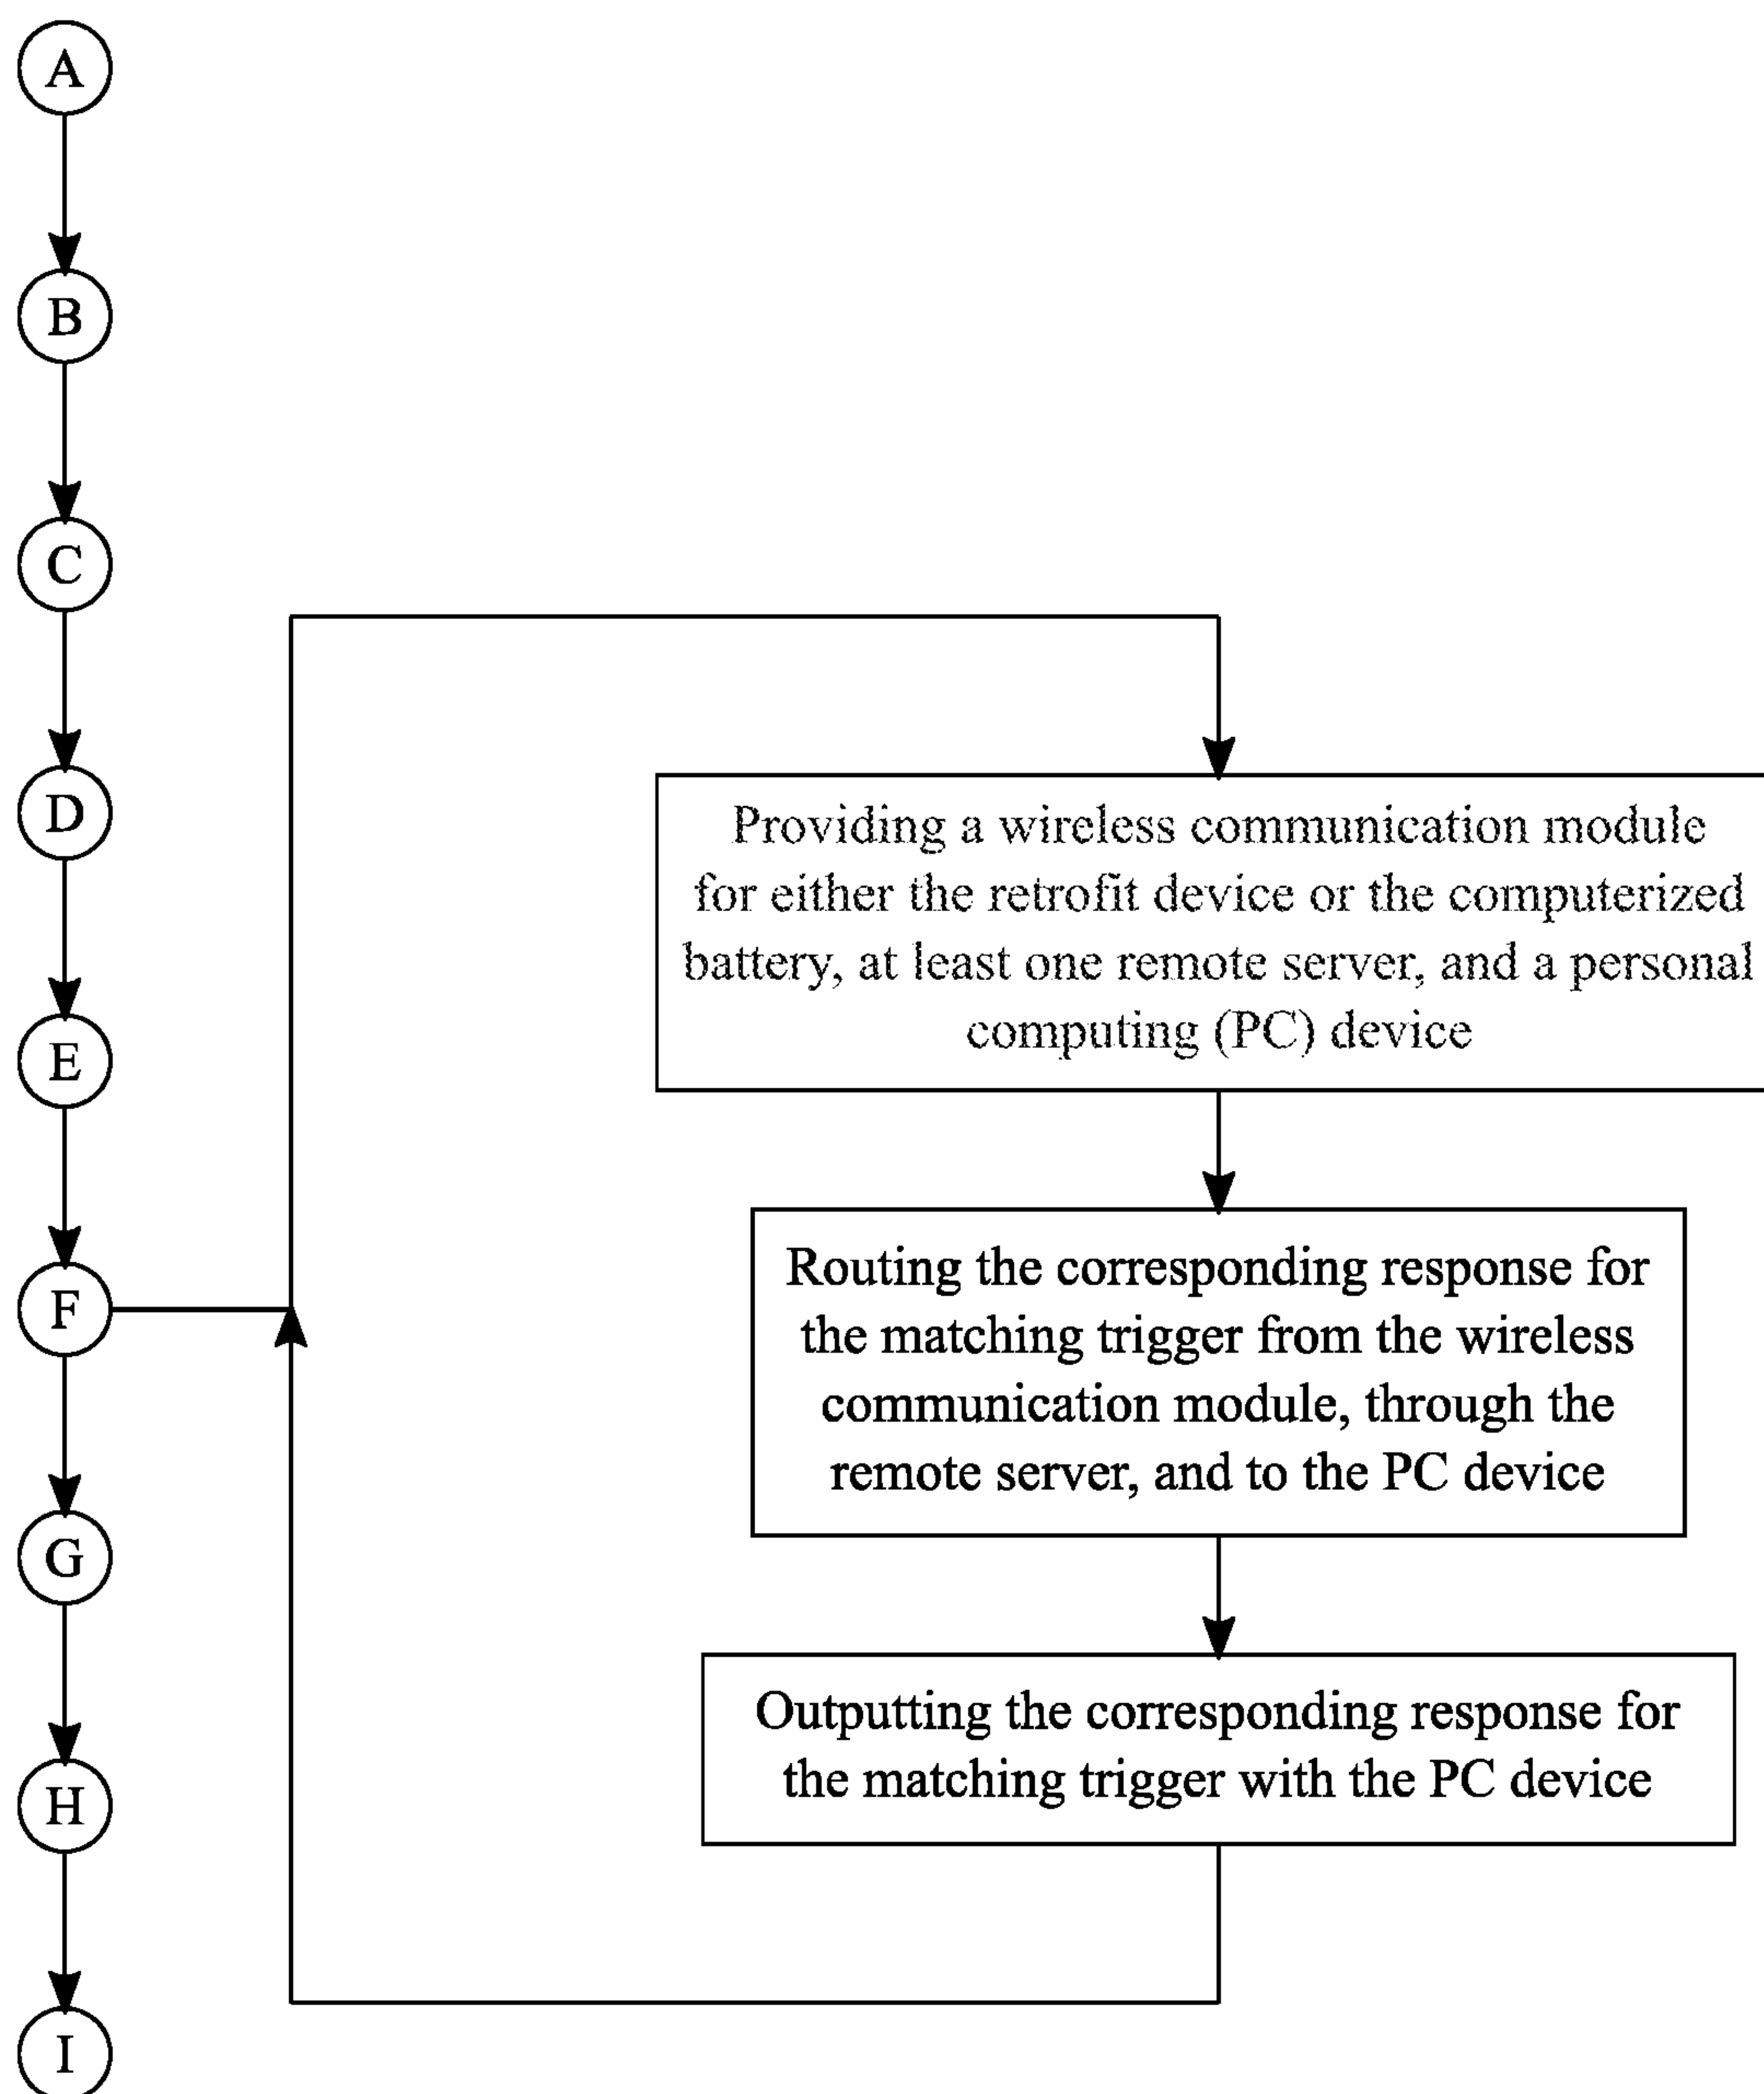 A
B
C
D
E
F
G
H
I
Providing a wireless communication module
for either the retrofit device or the computerized
battery, at least one remote server, and a personal
computing (PC) device
Routing the corresponding response for
the matching trigger from the wireless
communication module, through the
remote server, and to the PC device
Outputting the corresponding response for
the matching trigger with the PC device